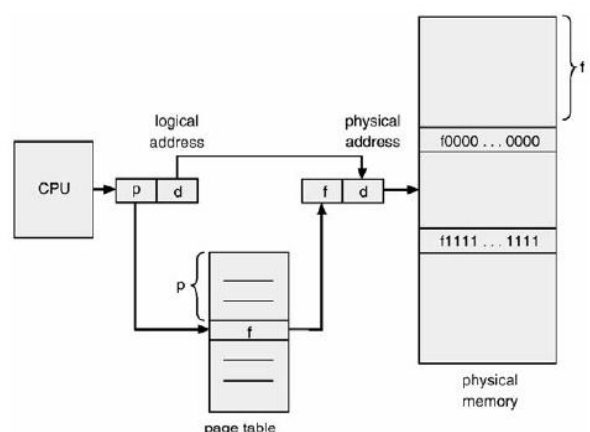 logical
address
physical
address
f
f0000 ... 0000
CPU
p d
f d
f1111 ... 1111
p
f
physical
memory
page table